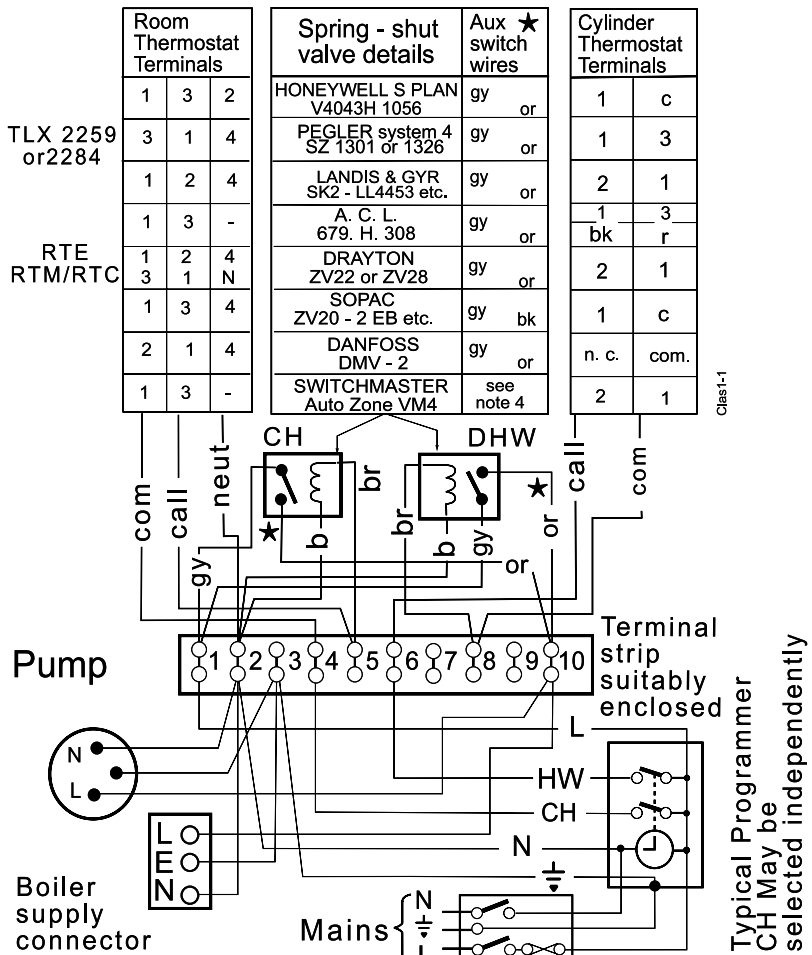 Room
Thermostat
Terminals
Spring - shut
valve details
Aux ★
switch
wires
Cylinder
Thermostat
Terminals
1 3 2
HONEYWELL S PLAN
V4043H 1056
gy or
1 c
TLX 2259
or2284
3 1 4
PEGLER system 4
SZ 1301 or 1326
gy or
1 3
1 2 4
LANDIS & GYR
SK2 - LL4453 etc.
gy or
2 1
1 3 -
A. C. L.
679. H. 308
gy or
1 3
bk r
RTE
RTM/RTC
1 2 4
3 1 N
DRAYTON
ZV22 or ZV28
gy or
2 1
1 3 4
SOPAC
ZV20 - 2 EB etc.
gy bk
1 c
2 1 4
DANFOSS
DMV - 2
gy or
n. c. com.
1 3 -
SWITCHMASTER
Auto Zone VM4
see
note 4
2 1
Clas1-1
CH
DHW
com
call
neut
br
br
★
call
com
★
gy
b
b
gy
or
or
1 2 3 4 5 6 7 8 9 10
Terminal
strip
suitably
enclosed
Pump
N
L
L
HW
CH
N
L
E
N
Boiler
supply
connector
Mains
N
L
Typical Programmer
CH May be
selected independently